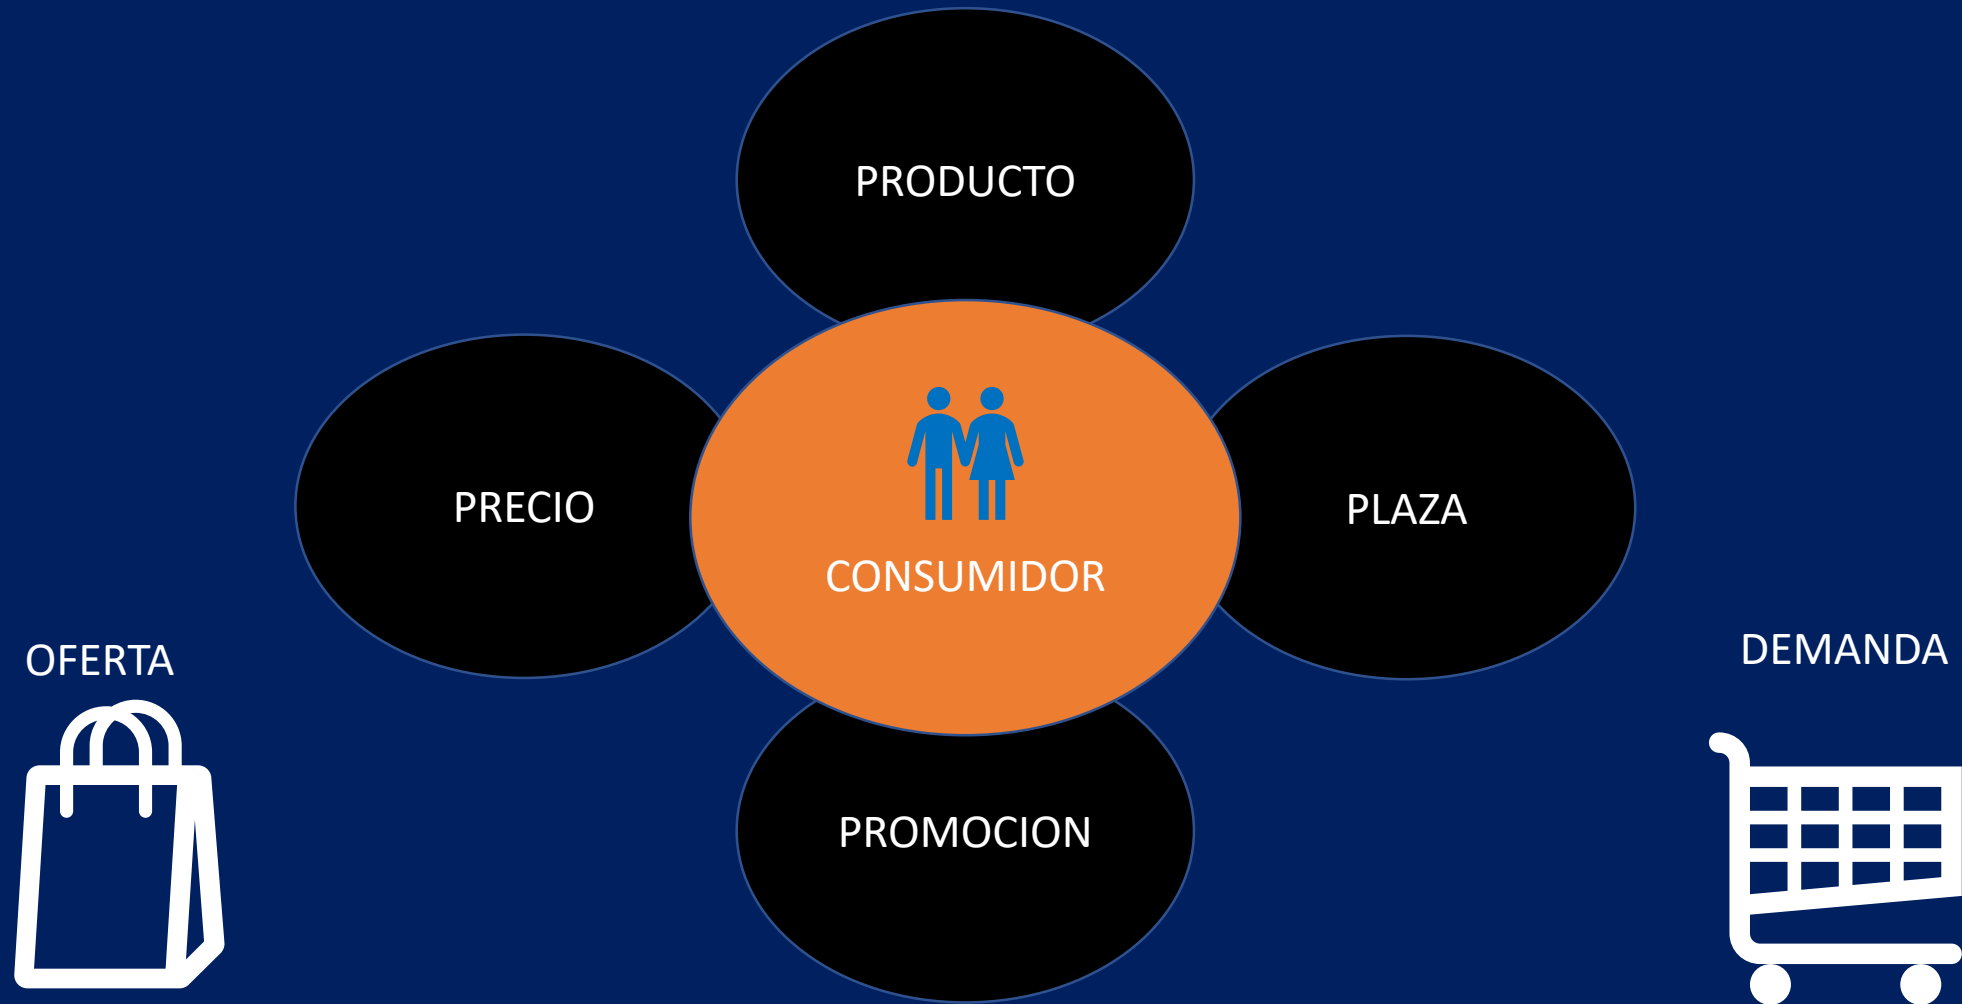 PRODUCTO
PRECIO
PLAZA
CONSUMIDOR
OFERTA
DEMANDA
PROMOCION